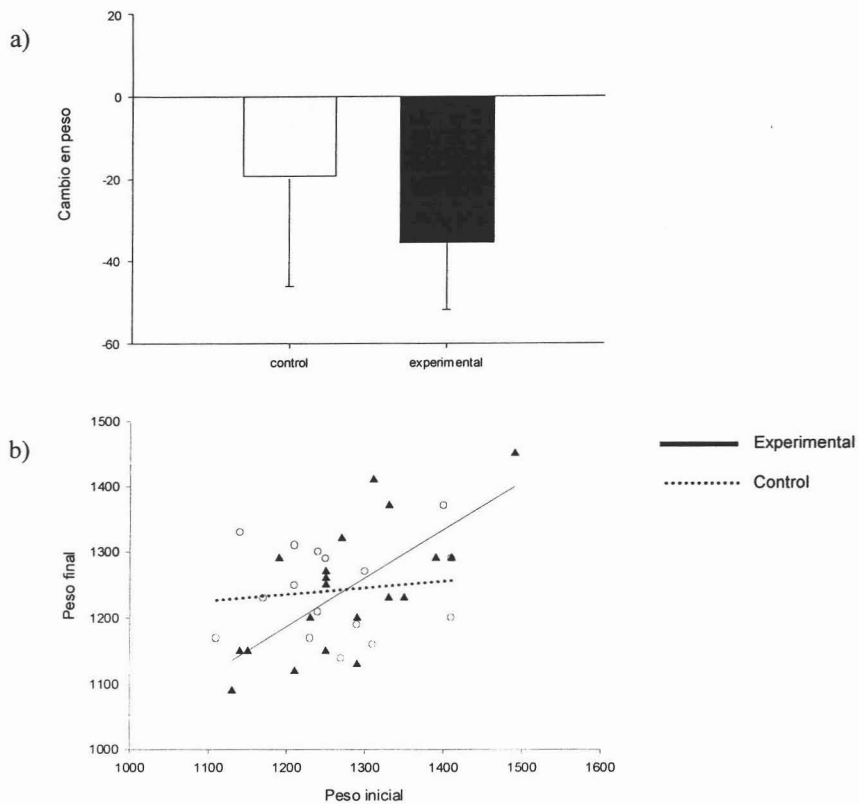 a)
20
0
-20
-40
-60
Cambio en peso
control experimental
b)
1500
1400
1300
1200
1100
1000
Peso final
1000 1100 1200 1300 1400 1500 1600
Peso inicial
Experimental
Control